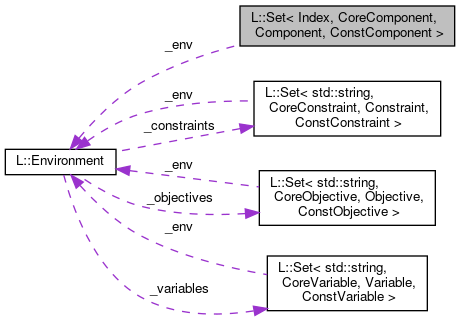 L::Set< Index, CoreComponent,
Component, ConstComponent >
_env
L::Set< std::string,
CoreConstraint, Constraint,
ConstConstraint >
_env
_constraints
L::Environment
_env
L::Set< std::string,
CoreObjective, Objective,
ConstObjective >
_objectives
_env
L::Set< std::string,
CoreVariable, Variable,
ConstVariable >
_variables